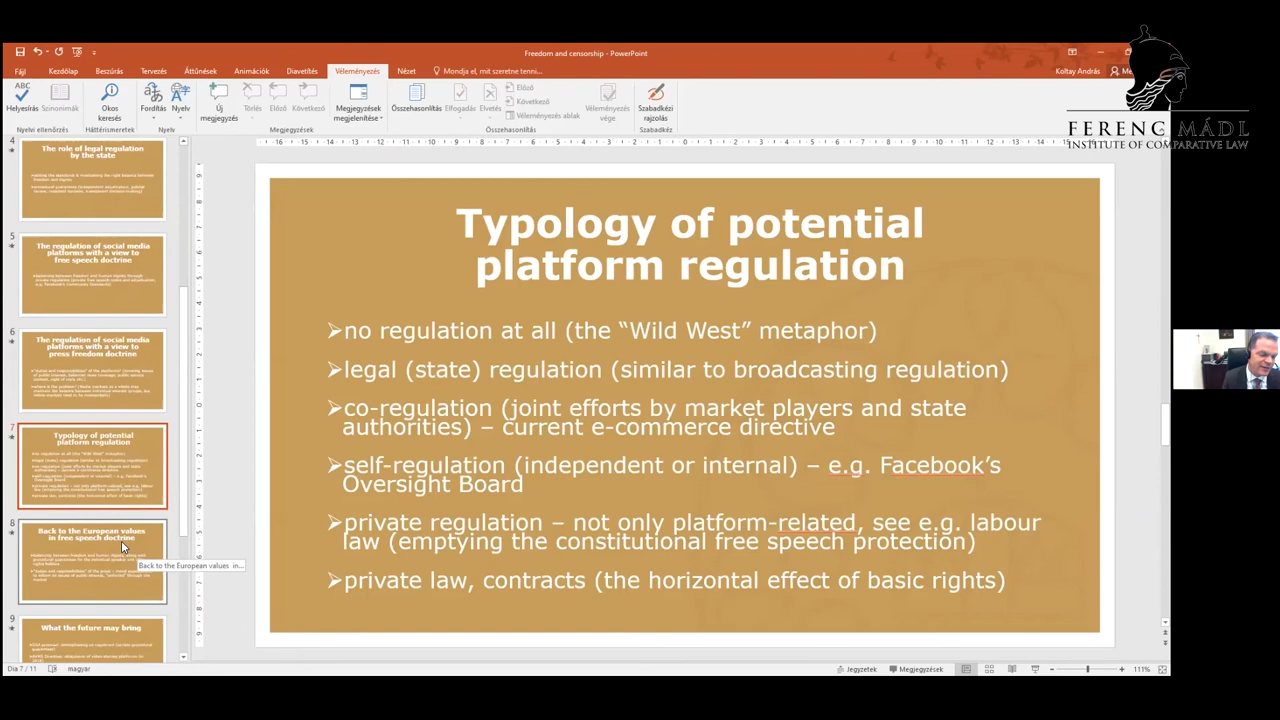 Freedom and censorship - PowerPoint
Fájl Kezdőlap Beszúrás Tervezés Áttűnések Animációk Diavetítés Véleményezés Nézet Mondja el, mit szeretne tenni... Koltay András
ABC
Helyesírás Szinonimák
Nyelvi ellenőrzés
Okos keresés
Háttérismeretek
Fordítás Nyelv
Nyelv
Új megjegyzés Törlés Előző Következő
Megjegyzések megjelenítése
Megjegyzések
Összehasonlítás Elfogadás Elvetés
Előző
Következő
Véleményezés ablak
Véleményezés vége
Összehasonlítás
Szabadkézi rajzolás
Szabadkéz
FERENC MÁDL
INSTITUTE OF COMPARATIVE LAW
4
The role of legal regulation
by the state
5
The regulation of social media
platforms with a view to
free speech doctrine
6
The regulation of social media
platforms with a view to
press freedom doctrine
7
Typology of potential
platform regulation
8
Back to the European values
in free speech doctrine
Back to the European values in...
9
What the future may bring
Typology of potential
platform regulation
➢no regulation at all (the “Wild West” metaphor)
➢legal (state) regulation (similar to broadcasting regulation)
➢co-regulation (joint efforts by market players and state
authorities) – current e-commerce directive
➢self-regulation (independent or internal) – e.g. Facebook’s
Oversight Board
➢private regulation – not only platform-related, see e.g. labour
law (emptying the constitutional free speech protection)
➢private law, contracts (the horizontal effect of basic rights)
Dia 7 / 11 magyar Jegyzetek Megjegyzések 111%